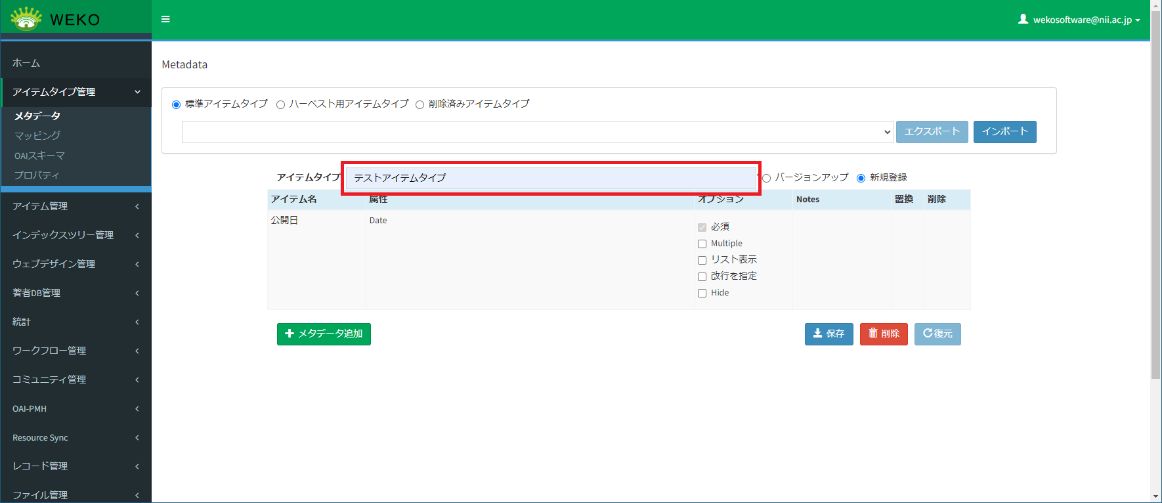 WEKO
wekosoftware@nii.ac.jp
ホーム
アイテムタイプ管理
メタデータ
マッピング
OAIスキーマ
プロパティ
アイテム管理
インデックスツリー管理
ウェブデザイン管理
著者DB管理
統計
ワークフロー管理
コミュニティ管理
OAI-PMH
Resource Sync
レコード管理
ファイル管理
Metadata
標準アイテムタイプ ハーベスト用アイテムタイプ 削除済みアイテムタイプ
エクスポート インポート
アイテムタイプ テストアイテムタイプ バージョンアップ 新規登録
アイテム名 属性 オプション Notes 置換 削除
公開日 Date
必須
Multiple
リスト表示
改行を指定
Hide
メタデータ追加 保存 削除 復元